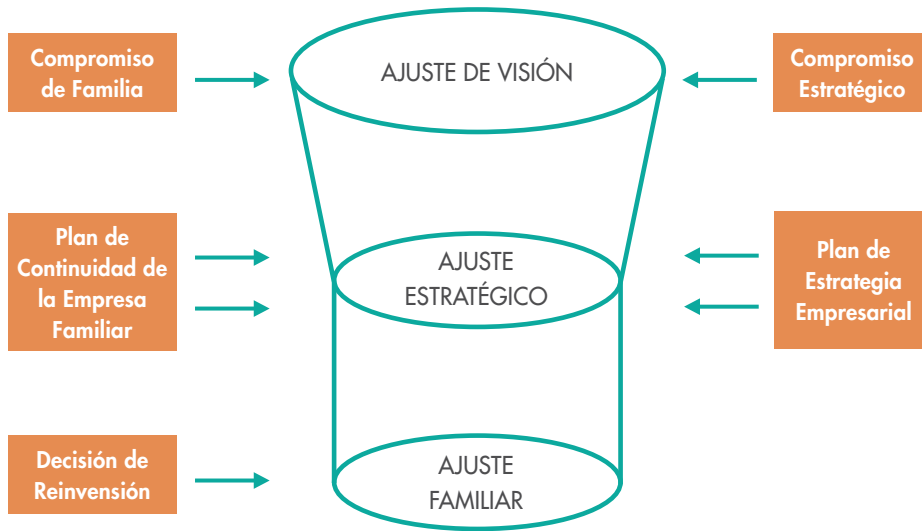 Compromiso
de Familia
AJUSTE DE VISIÓN
Compromiso
Estratégico
Plan de
Continuidad de
la Empresa
Familiar
AJUSTE
ESTRATÉGICO
Plan de
Estrategia
Empresarial
Decisión de
Reinvensión
AJUSTE
FAMILIAR